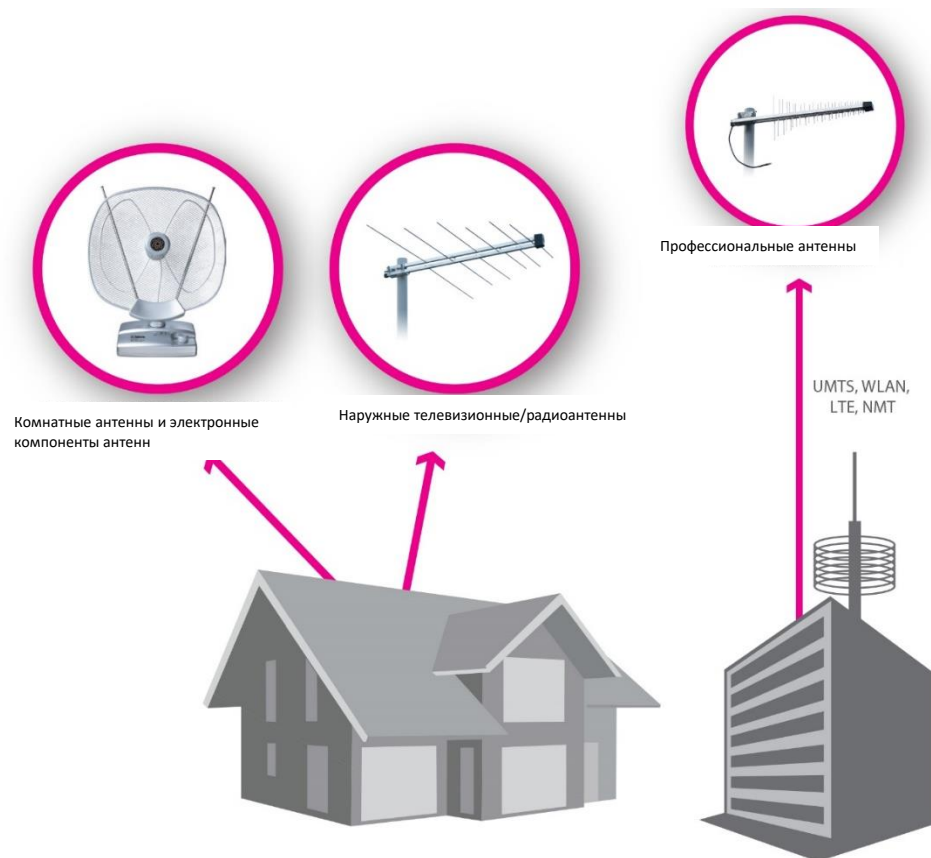 Профессиональные антенны
UMTS, WLAN,
LTE, NMT
Комнатные антенны и электронные
компоненты антенн
Наружные телевизионные/радиоантенны